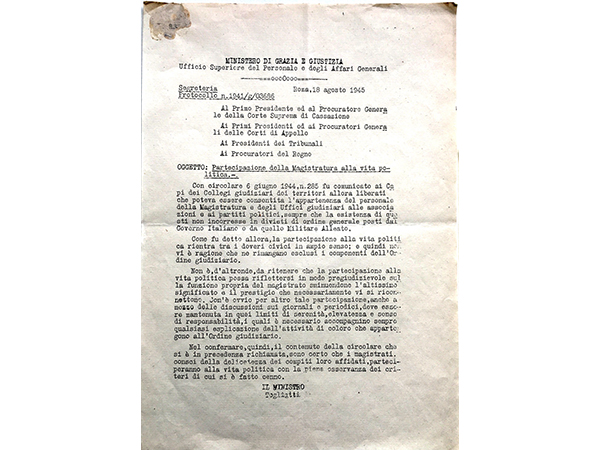 MINISTERO DI GRAZIA E GIUSTIZIA
Ufficio Superiore del Personale e degli Affari Generali
Segreteria Roma,18 agosto 1945
Protocollo n.1941/g/03686
Al Primo Presidente ed al Procuratore Genera
le della Corte Suprema di Cassazione
Ai Primi Presidenti ed ai Procuratori Genera
li delle Corti di Appello
Ai Presidenti dei Tribunali
Ai Procuratori del Regno
OGGETTO: Partecipazione della Magistratura alla vita po-
litica.-
Con circolare 6 giugno 1944,n.285 fu comunicato ai Ca
pi dei Collegi giudiziari dei territori allora liberati
che poteva essere consentita l'appartenenza del personale
della Magistratura e degli Uffici giudiziari alle associa
zioni e ai partiti politici,sempre che la esistenza di que
sti non incorresse in divieti di ordine generale posti dal
Governo Italiano e da quello Militare Alleato.
Come fu detto allora,la partecipazione alla vita politi
ca rientra tra i doveri civici in ampio senso; e quindi no
vi è ragione che ne rimangano esclusi i componenti dell'Or
dine giudiziario.
Non è,d'altronde,da ritenere che la partecipazione alla
vita politica possa riflettersi in modo pregiudizievole sul
la funzione propria del magistrato menomendone l'altissimo
significato e il prestigio che necessariamente vi si ricon
nettono. Com'è ovvio per altro tale partecipazione,anche a
mezzo delle discussioni sui giornali e periodici,deve esse
re mantenuta in quei limiti di serenità,elevatezza e senso
di responsabilità,i quali è necessario accompagnino sempre
qualsiasi esplicazione dell'attività di coloro che apparte
gono all'Ordine giudiziario.
Nel confermare,quindi,il contenuto della circolare che
si è in precedenza richiamata,sono certo che i magistrati,
consci della delicatezza dei compiti loro affidati,parteci-
peranno alla vita politica con la piena osservanza dei cri-
teri di cui si è fatto cenno.
IL MINISTRO
Togliatti